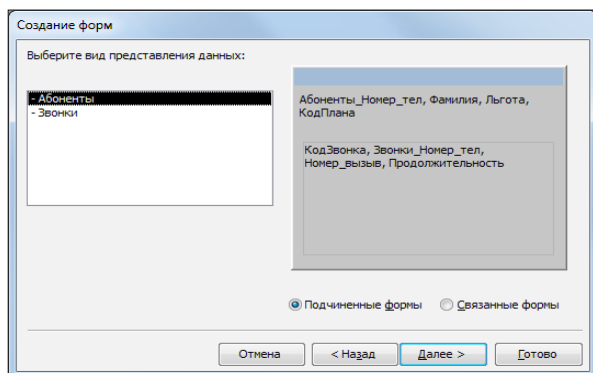 Создание форм
Выберите вид представления данных:
- Абоненты
- Звонки
Абоненты_Номер_тел, Фамилия, Льгота,
КодПлана
КодЗвонка, Звонки_Номер_тел,
Номер_вызыв, Продолжительность
Подчиненные формы
Связанные формы
Отмена
< Назад
Далее >
Готово